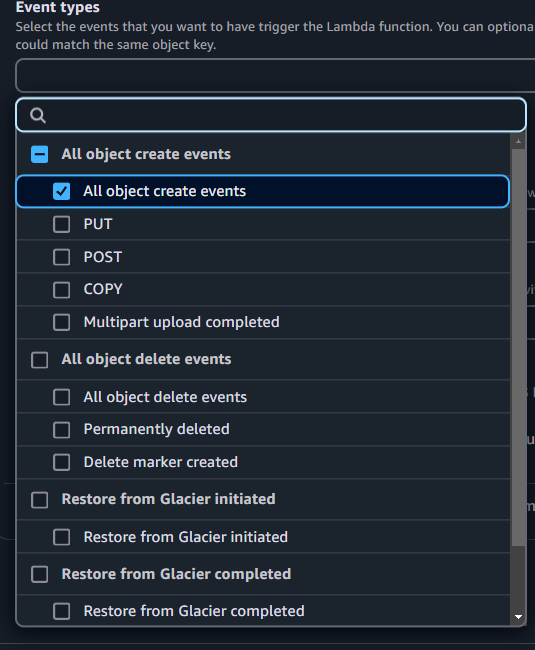 Event types
Select the events that you want to have trigger the Lambda function. You can optiona
could match the same object key.
All object create events
All object create events
PUT
POST
COPY
Multipart upload completed
All object delete events
All object delete events
Permanently deleted
Delete marker created
Restore from Glacier initiated
Restore from Glacier initiated
Restore from Glacier completed
Restore from Glacier completed